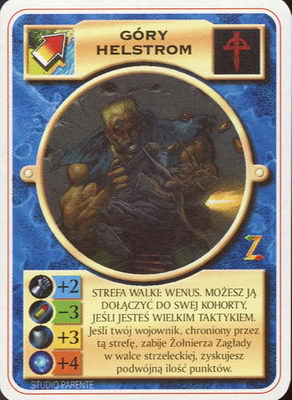 GÓRY
HELSTROM
Z
+2
-3
+3
+4
STREFA WALKI: WENUS. MOŻESZ JĄ
DOŁĄCZYĆ DO SWEJ KOHORTY,
JEŚLI JESTEŚ WIELKIM TAKTYKIEM.
Jeśli twój wojownik, chroniony przez
tą strefę, zabije Żołnierza Zagłady
w walce strzeleckiej, zyskujesz
podwójną ilość punktów.
STUDIO PARENTE